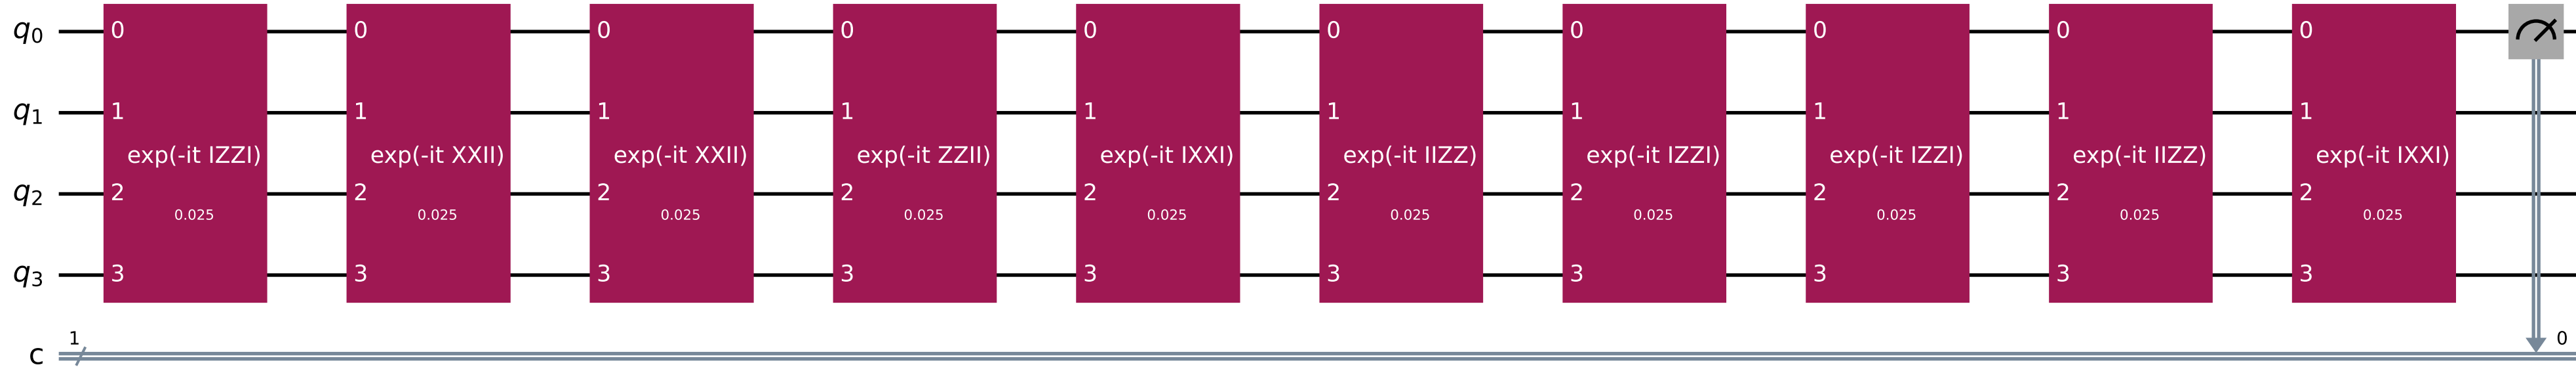 q0 0 0 0 0 0 0 0 0 0 0
q1 1 1 1 1 1 1 1 1 1 1
exp(-it IZZI) exp(-it XXII) exp(-it XXII) exp(-it ZZII) exp(-it IXXI) exp(-it IIZZ) exp(-it IZZI) exp(-it IZZI) exp(-it IIZZ) exp(-it IXXI)
q2 2 2 2 2 2 2 2 2 2 2
0.025 0.025 0.025 0.025 0.025 0.025 0.025 0.025 0.025 0.025
q3 3 3 3 3 3 3 3 3 3 3
1 0
c